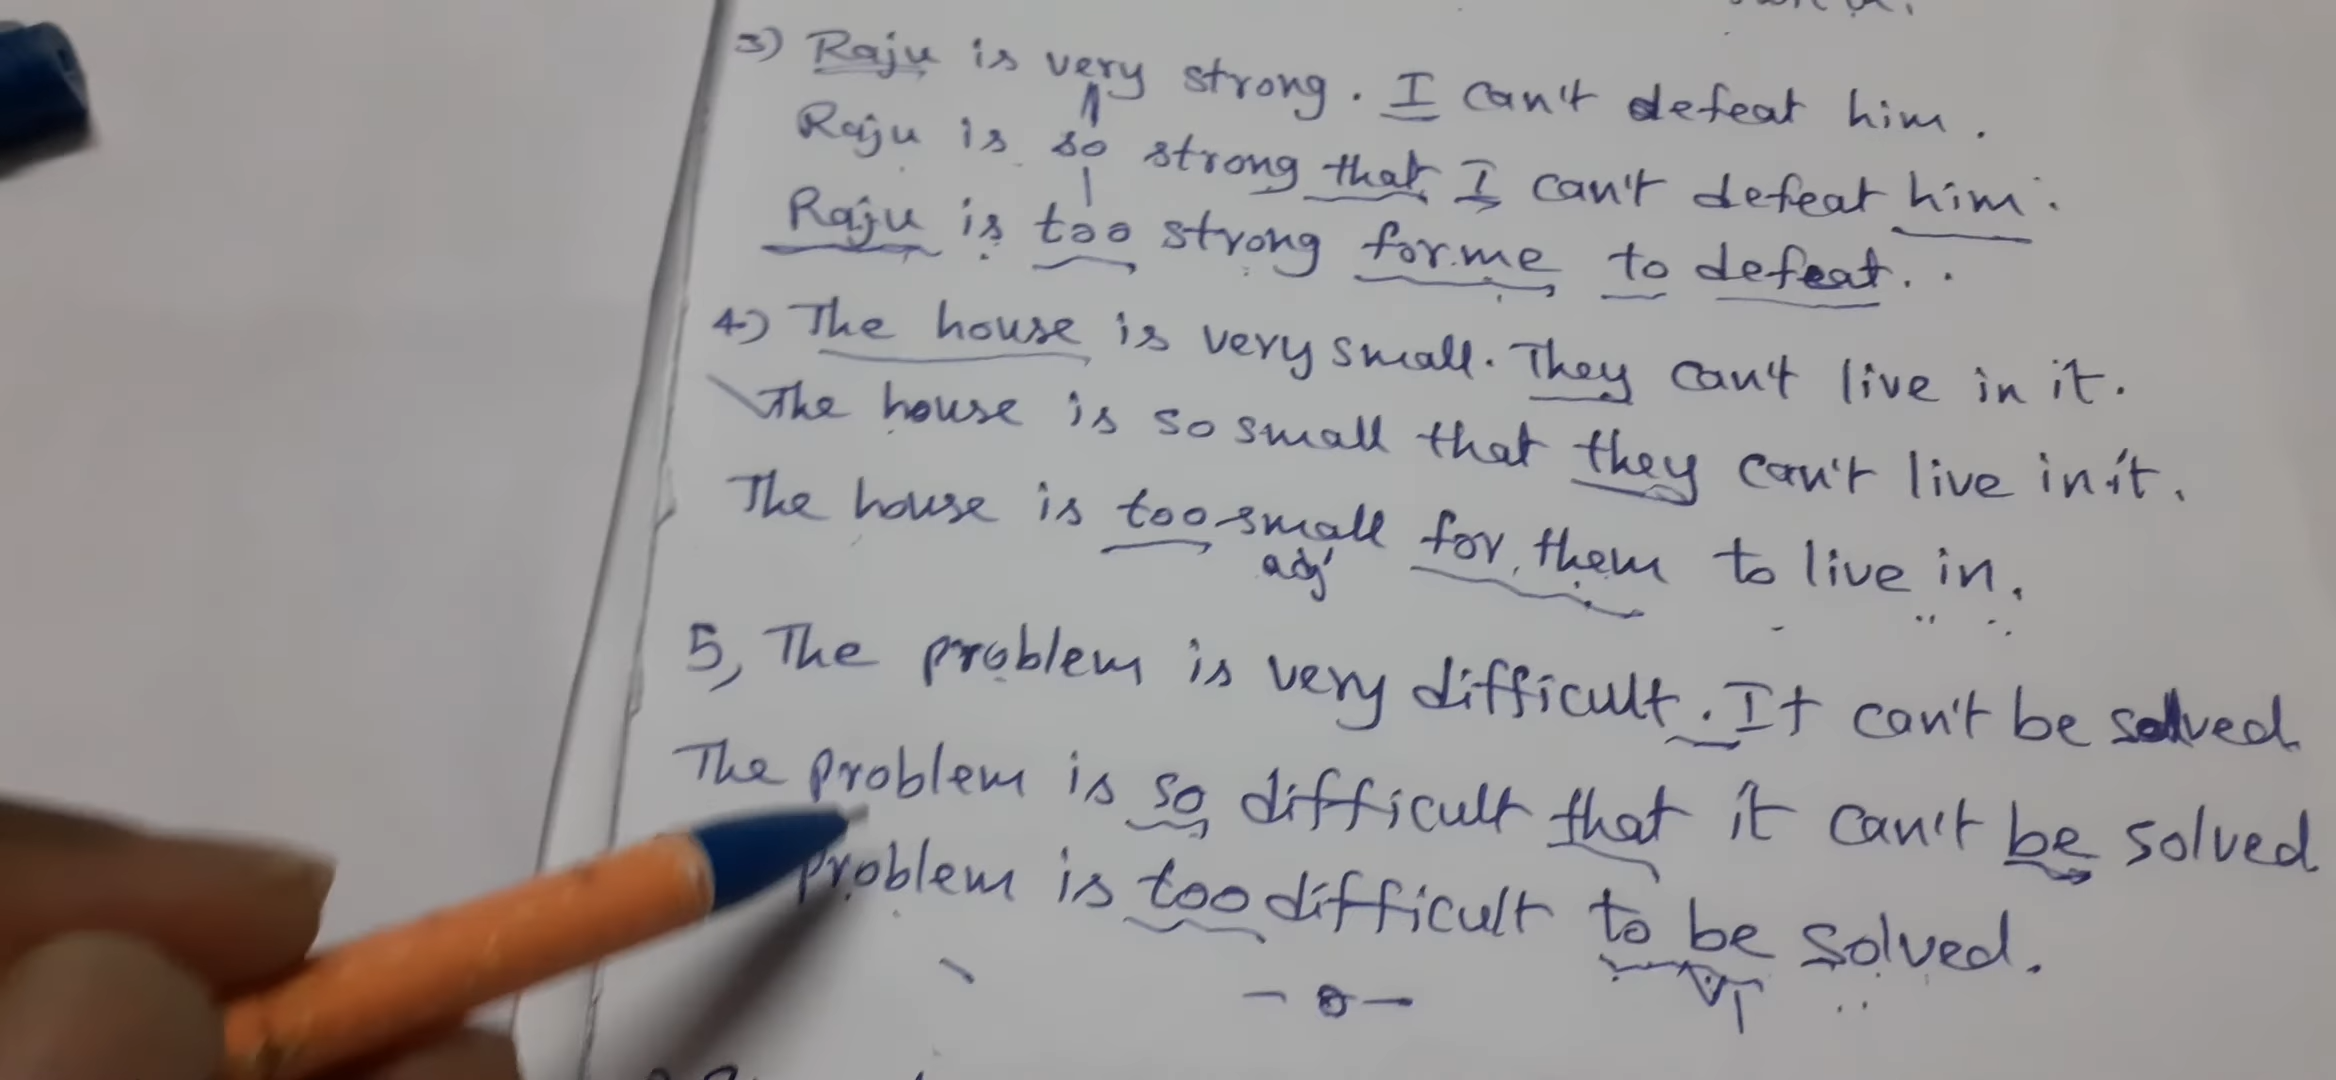 3) Raju is very strong. I can't defeat him.
Raju is so strong that I can't defeat him.
Raju is too strong for me to defeat.
4) The house is very small. They can't live in it.
The house is so small that they can't live in it.
The house is too small for them to live in.
adj
5, The problem is very difficult. It can't be solved
The problem is so difficult that it can't be solved
problem is too difficult to be solved.